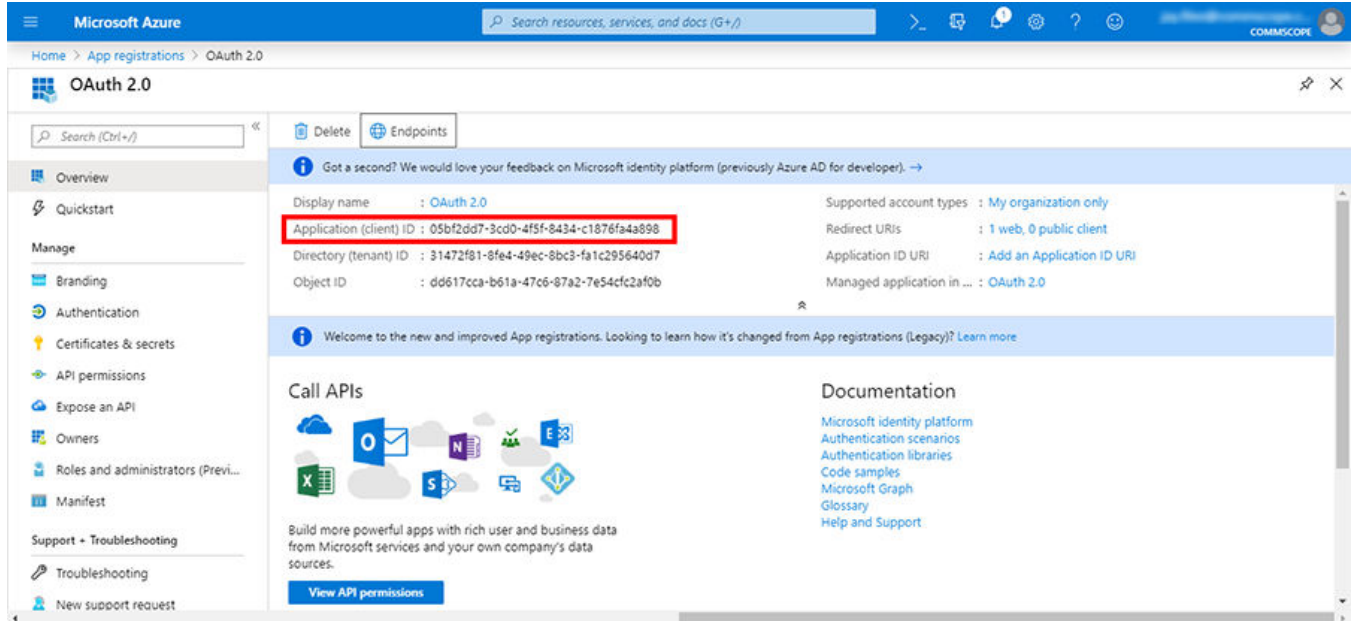 Microsoft Azure
Search resources, services, and docs (G+/)
1
COMMSCOPE
Home > App registrations > OAuth 2.0
OAuth 2.0
Search (Ctrl+/)
«
Overview
Quickstart
Manage
Branding
Authentication
Certificates & secrets
API permissions
Expose an API
Owners
Roles and administrators (Previ...
Manifest
Support + Troubleshooting
Troubleshooting
New support request
Delete Endpoints
Got a second? We would love your feedback on Microsoft identity platform (previously Azure AD for developer). →
Display name : OAuth 2.0
Application (client) ID : 05bf2dd7-3cd0-4f5f-8434-c1876fa4a898
Directory (tenant) ID : 31472f81-8fe4-49ec-8bc3-fa1c295640d7
Object ID : dd617cca-b61a-47c6-87a2-7e54cfc2af0b
Supported account types : My organization only
Redirect URIs : 1 web, 0 public client
Application ID URI : Add an Application ID URI
Managed application in ... : OAuth 2.0
Welcome to the new and improved App registrations. Looking to learn how it's changed from App registrations (Legacy)? Learn more
Call APIs
Build more powerful apps with rich user and business data
from Microsoft services and your own company's data
sources.
View API permissions
Documentation
Microsoft identity platform
Authentication scenarios
Authentication libraries
Code samples
Microsoft Graph
Glossary
Help and Support